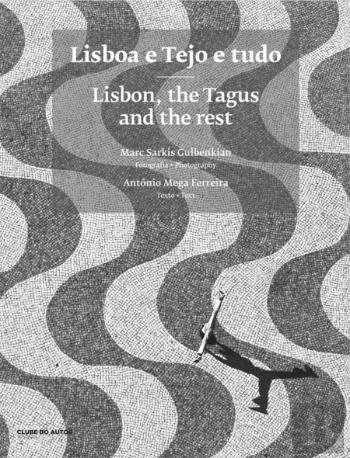 Lisboa e Tejo e tudo
Lisbon, the Tagus
and the rest
Marc Sarkis Gulbenkian
Fotografia • Photography
António Mega Ferreira
Texto • Text
CLUBE DO AUTOR